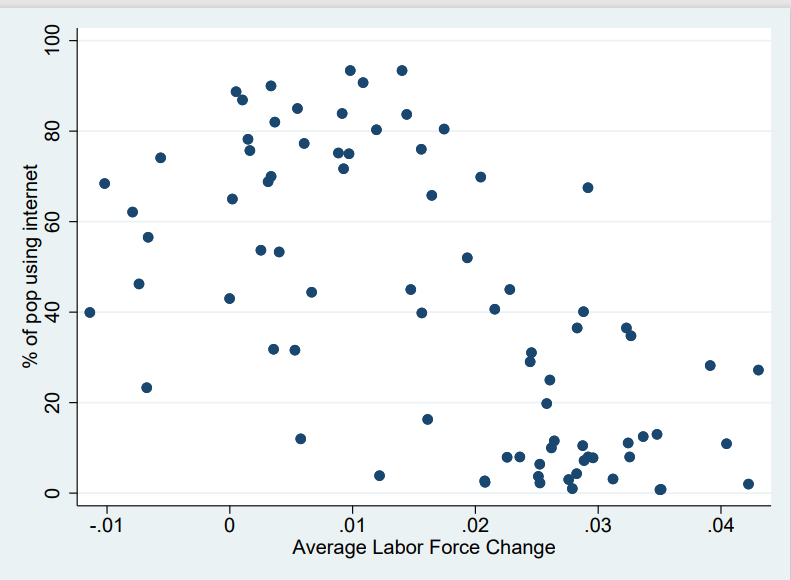 100
80
60
40
20
0
% of pop using internet
-.01 0 .01 .02 .03 .04
Average Labor Force Change